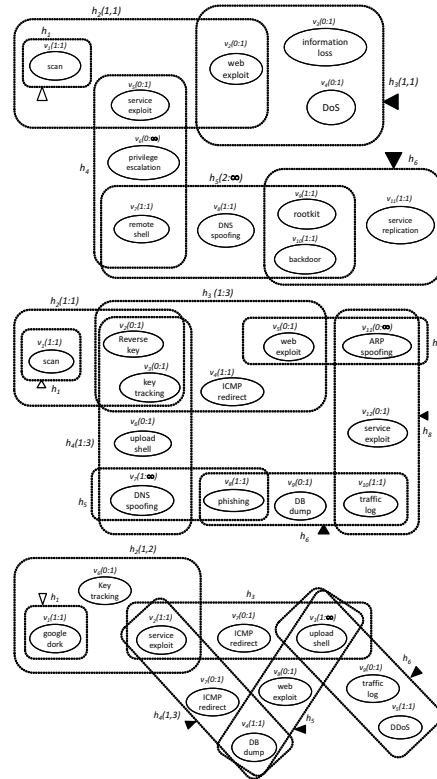 h₂(1,1)
h₁
v₁(1:1)
scan
v₂(0:1)
web
exploit
v₃(0:1)
information
loss
v₄(0:1)
DoS
h₃(1,1)
v₅(0:1)
service
exploit
v₆(0:∞)
privilege
escalation
h₄
h₅(2:∞)
h₆
v₇(1:1)
remote
shell
v₈(1:1)
DNS
spoofing
v₉(1:1)
rootkit
v₁₀(1:1)
backdoor
v₁₁(1:1)
service
replication
h₃ (1:3)
h₂(1:1)
v₁(1:1)
scan
h₁
v₂(0:1)
Reverse
key
v₃(0:1)
key
tracking
v₄(1:1)
ICMP
redirect
v₅(0:1)
web
exploit
v₁₁(0:∞)
ARP
spoofing
h
h₄(1:3)
v₆(0:1)
upload
shell
v₁₂(0:1)
service
exploit
h₈
h₅
v₇(1:∞)
DNS
spoofing
v₈(1:1)
phishing
v₉(0:1)
DB
dump
v₁₀(1:1)
traffic
log
h₆
h₂(1,2)
v₆(0:1)
Key
tracking
h₁
v₁(1:1)
google
dork
h₃
v₂(1:1)
service
exploit
v₇(0:1)
ICMP
redirect
v₃(1:∞)
upload
shell
v₇(0:1)
ICMP
redirect
v₈(0:1)
web
exploit
v₉(0:1)
traffic
log
h₆
h₄(1,3)
h₅
v₄(1:1)
DB
dump
v₅(1:1)
DDoS